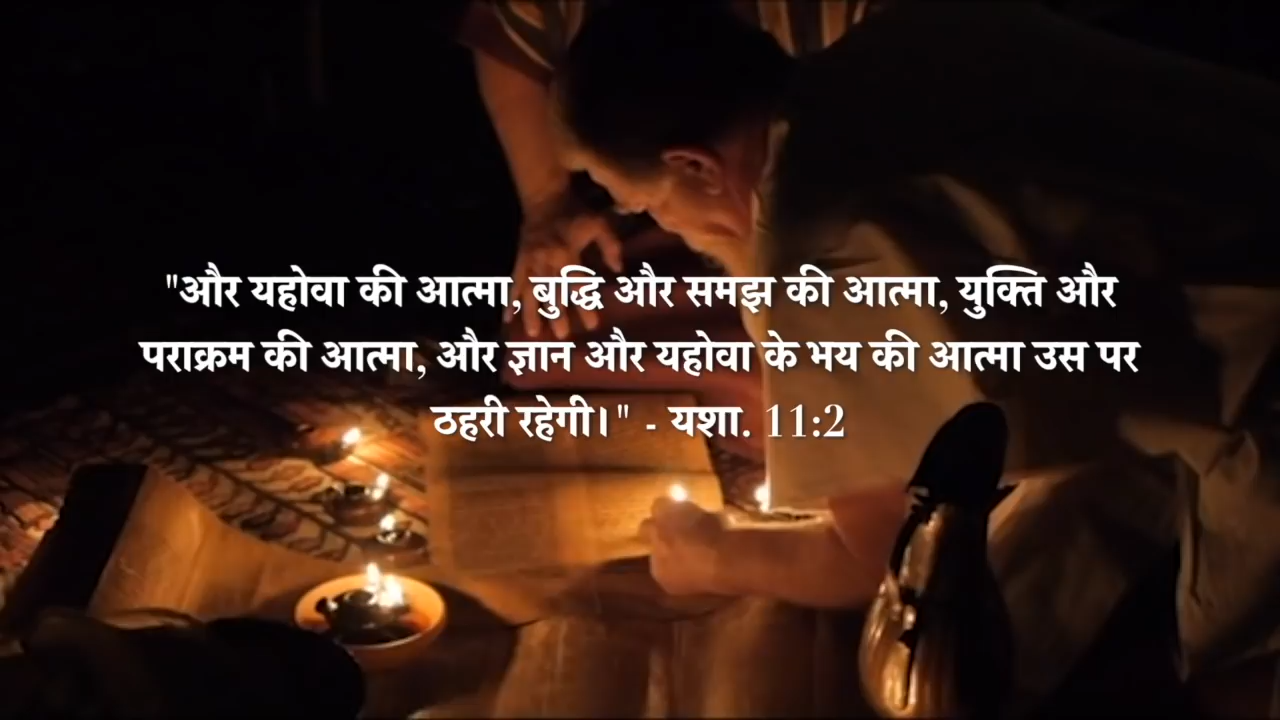 "और यहोवा की आत्मा, बुद्धि और समझ की आत्मा, युक्ति और
पराक्रम की आत्मा, और ज्ञान और यहोवा के भय की आत्मा उस पर
ठहरी रहेगी।" - यशा. 11:2